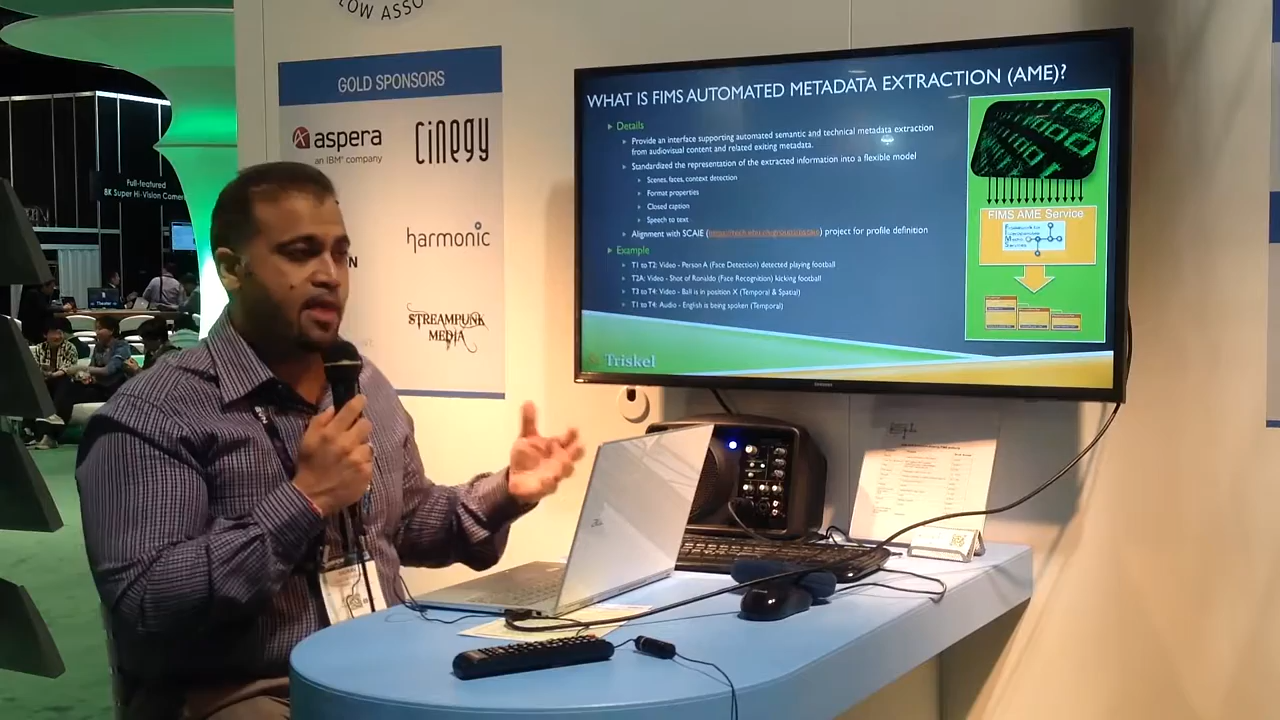 LOW ASSO
GOLD SPONSORS
aspera
an IBM company
Cinegy
harmonic
STREAMPUNK
MEDIA
Full-featured
8K Super Hi-Vision Camera
WHAT IS FIMS AUTOMATED METADATA EXTRACTION (AME)?
Details
Provide an interface supporting automated semantic and technical metadata extraction
from audiovisual content and related exiting metadata.
Standardized the representation of the extracted information into a flexible model
Scenes, faces, context detection
Format properties
Closed caption
Speech to text
Alignment with SCAIE ( ) project for profile definition
Example
T1 to T2: Video - Person A (Face Detection) detected playing football
T2A: Video - Shot of Ronaldo (Face Recognition) kicking football
T3 to T4: Video - Ball is in position X (Temporal & Spatial)
T1 to T4: Audio - English is being spoken (Temporal)
FIMS AME Service
Triskel
SAMSUNG